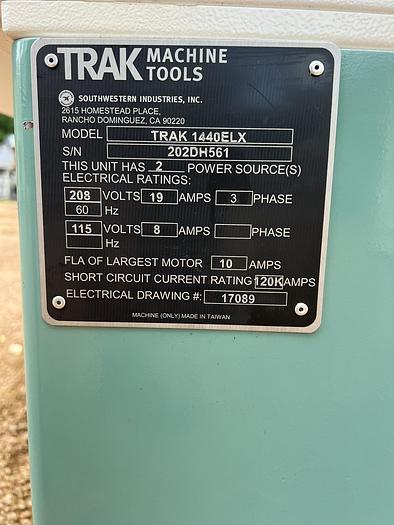 TRAK MACHINE TOOLS
SOUTHWESTERN INDUSTRIES, INC.
2615 HOMESTEAD PLACE,
RANCHO DOMINGUEZ, CA 90220
MODEL TRAK 1440ELX
S/N 202DH561
THIS UNIT HAS 2 POWER SOURCE(S)
ELECTRICAL RATINGS:
208 VOLTS 19 AMPS 3 PHASE
60 Hz
115 VOLTS 8 AMPS PHASE
Hz
FLA OF LARGEST MOTOR 10 AMPS
SHORT CIRCUIT CURRENT RATING 120K AMPS
ELECTRICAL DRAWING #: 17089
MACHINE (ONLY) MADE IN TAIWAN